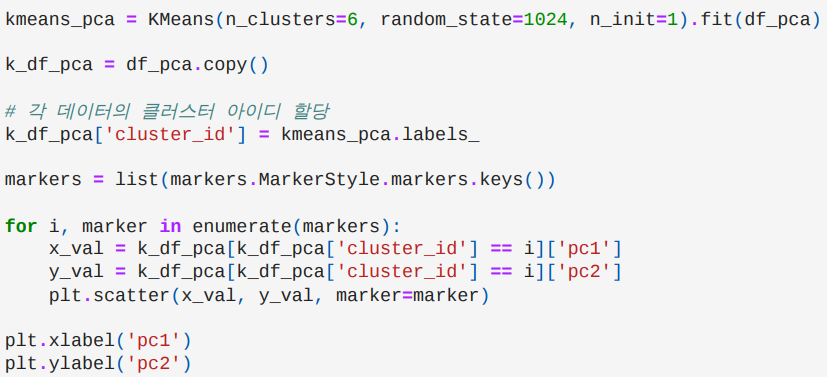 kmeans_pca = KMeans(n_clusters=6, random_state=1024, n_init=1).fit(df_pca)
k_df_pca = df_pca.copy()
# 각 데이터의 클러스터 아이디 할당
k_df_pca['cluster_id'] = kmeans_pca.labels_
markers = list(markers.MarkerStyle.markers.keys())
for i, marker in enumerate(markers):
    x_val = k_df_pca[k_df_pca['cluster_id'] == i]['pc1']
    y_val = k_df_pca[k_df_pca['cluster_id'] == i]['pc2']
    plt.scatter(x_val, y_val, marker=marker)
plt.xlabel('pc1')
plt.ylabel('pc2')